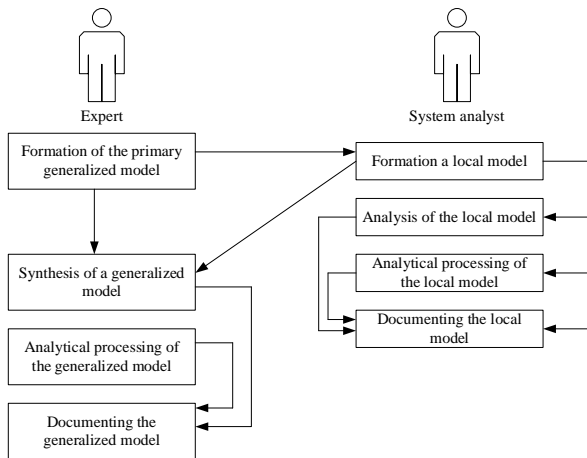 Expert
System analyst
Formation of the primary
generalized model
Formation a local model
Analysis of the local model
Synthesis of a generalized
model
Analytical processing of
the local model
Documenting the local
model
Analytical processing of
the generalized model
Documenting the
generalized model